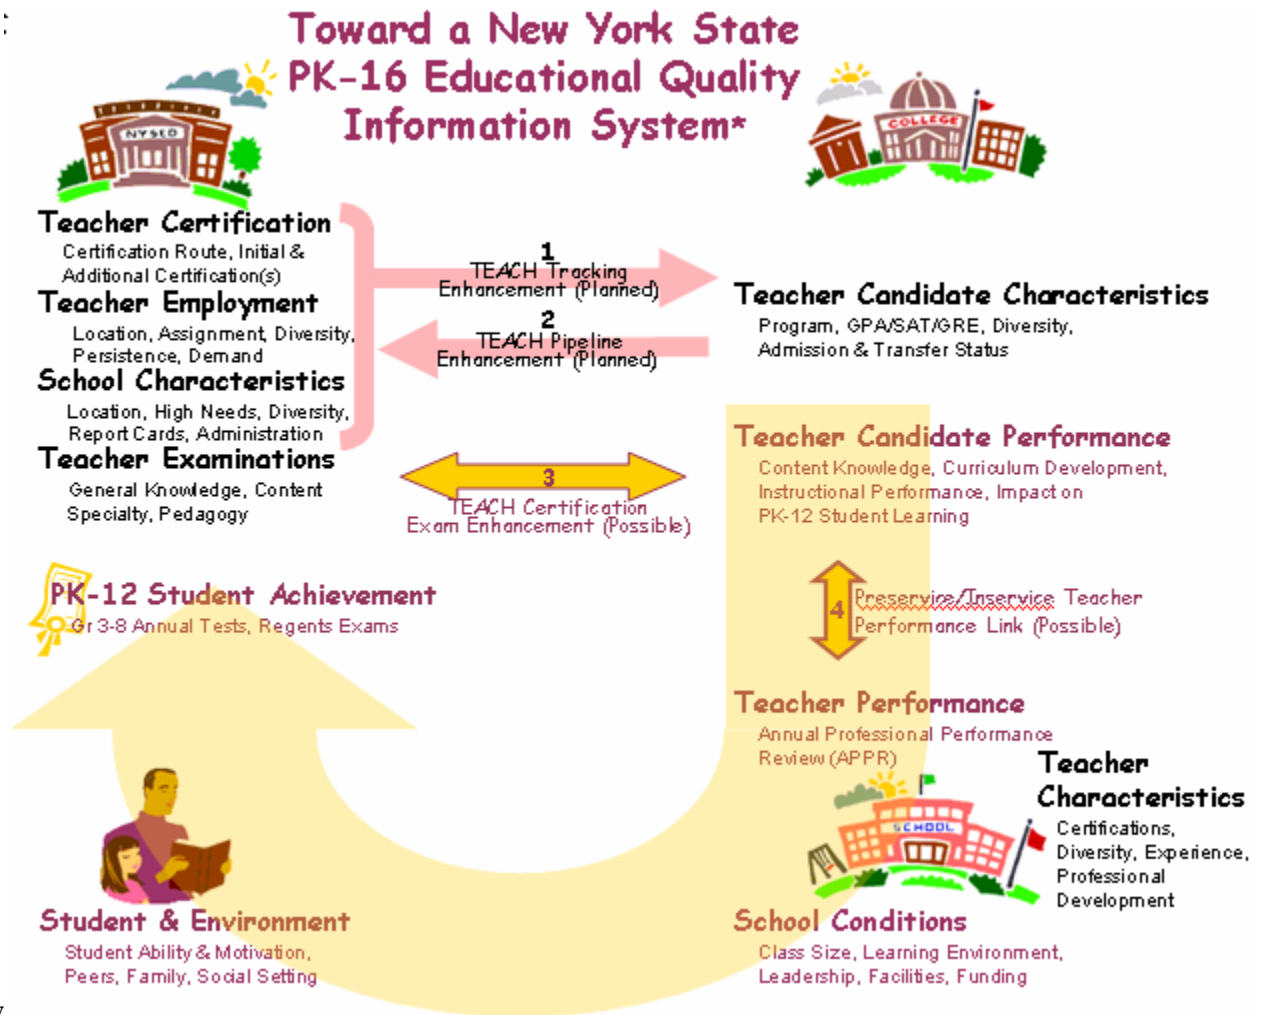 Toward a New York State
PK-16 Educational Quality
Information System*
NYSED
COLLEGE
Teacher Certification
Certification Route, Initial &
Additional Certification(s)
Teacher Employment
Location, Assignment, Diversity,
Persistence, Demand
School Characteristics
Location, High Needs, Diversity,
Report Cards, Administration
Teacher Examinations
General Knowledge, Content
Specialty, Pedagogy
1
TEACH Tracking
Enhancement (Planned)
2
TEACH Pipeline
Enhancement (Planned)
Teacher Candidate Characteristics
Program, GPA/SAT/GRE, Diversity,
Admission & Transfer Status
3
TEACH Certification
Exam Enhancement (Possible)
Teacher Candidate Performance
Content Knowledge, Curriculum Development,
Instructional Performance, Impact on
PK-12 Student Learning
PK-12 Student Achievement
Gr 3-8 Annual Tests, Regents Exams
4
Preservice/Inservice Teacher
Performance Link (Possible)
Teacher Performance
Annual Professional Performance
Review (APPR)
SCHOOL
Teacher
Characteristics
Certifications,
Diversity, Experience,
Professional
Development
Student & Environment
Student Ability & Motivation,
Peers, Family, Social Setting
School Conditions
Class Size, Learning Environment,
Leadership, Facilities, Funding